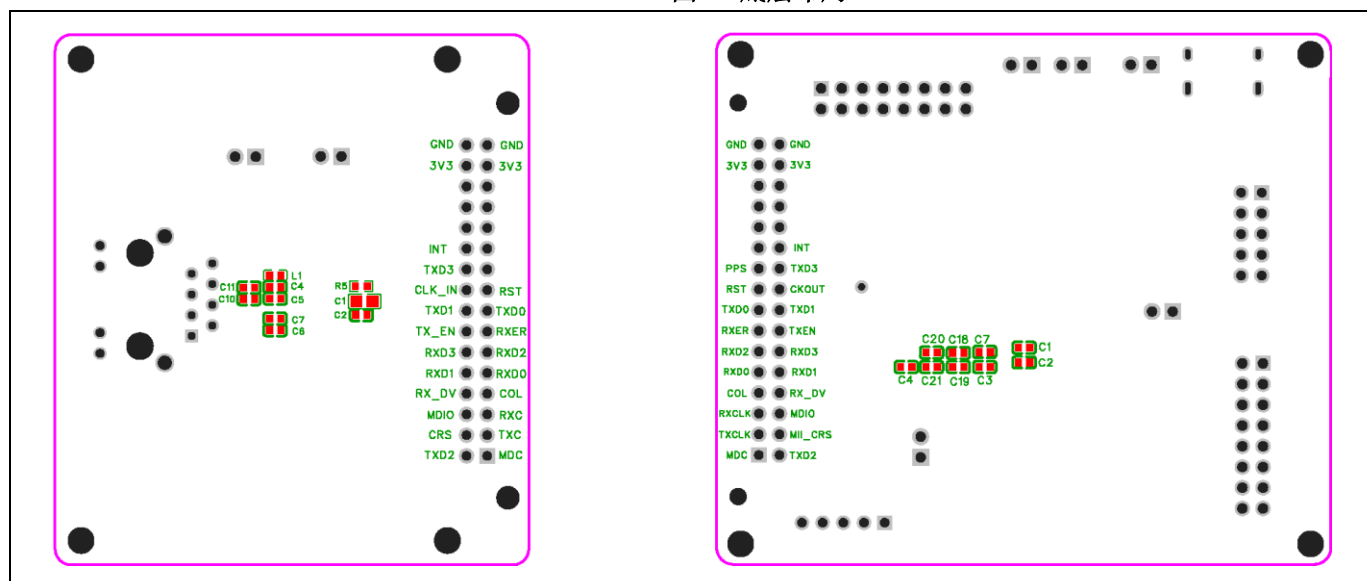 GND GND
3V3 3V3
INT
TXD3
CLK_IN RST
TXD1 TXD0
TX_EN RXER
RXD3 RXD2
RXD1 RXD0
RX_DV COL
MDIO RXC
CRS TXC
TXD2 MDC
L1
C11 C4
C10 C5
C7
C6
R5
C1
C2
GND GND
3V3 3V3
INT
PPS TXD3
RST CKOUT
TXD0 TXD1
RXER TXEN
RXD2 RXD3
RXD0 RXD1
COL RX_DV
RXCLK MDIO
TXCLK MII_CRS
MDC TXD2
C20 C18 C7 C1
C2
C4 C21 C19 C3